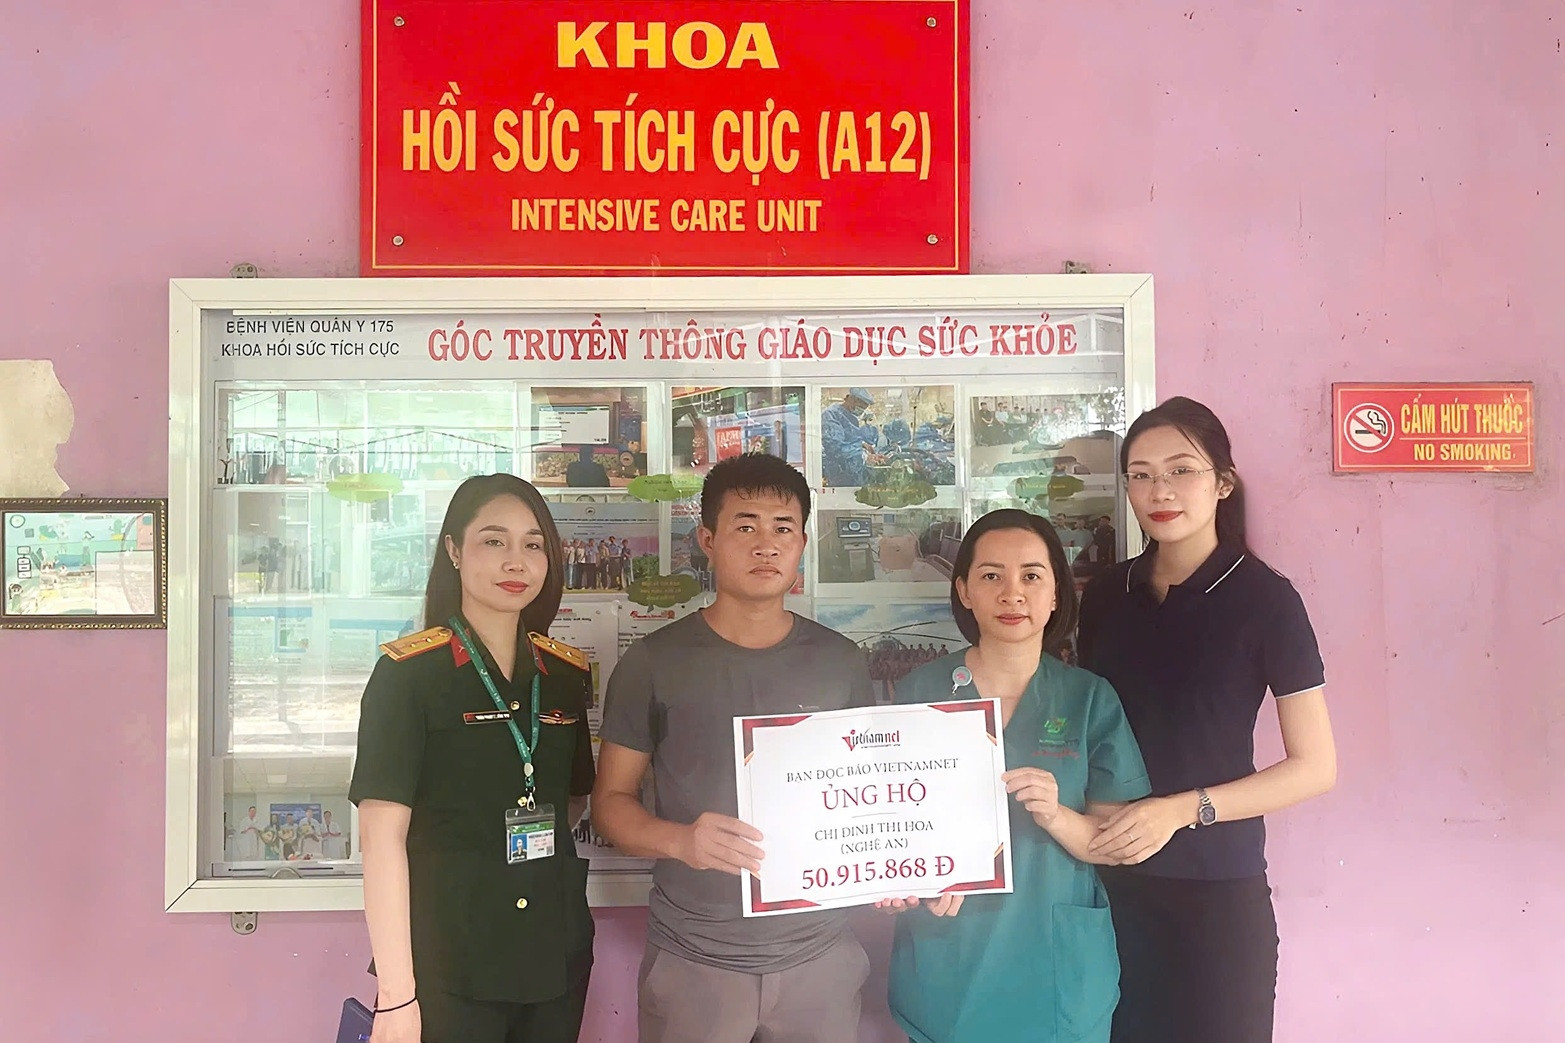 KHOA
HỒI SỨC TÍCH CỰC (A12)
INTENSIVE CARE UNIT
BỆNH VIỆN QUÂN Y 175
KHOA HỒI SỨC TÍCH CỰC
GÓC TRUYỀN THÔNG GIÁO DỤC SỨC KHỎE
CẤM HÚT THUỐC
NO SMOKING
vietnamnet
BẠN ĐỌC BÁO VIETNAMNET
ỦNG HỘ
CHỊ ĐINH THỊ HOA
(NGHỆ AN)
50.915.868 Đ